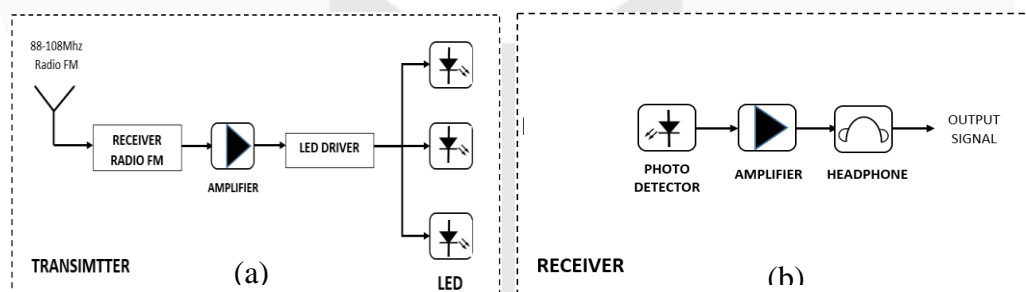 88-108Mhz
Radio FM
RECEIVER
RADIO FM
AMPLIFIER
LED DRIVER
TRANSIMTTER
(a)
LED
PHOTO
DETECTOR
AMPLIFIER
HEADPHONE
OUTPUT
SIGNAL
RECEIVER
(b)